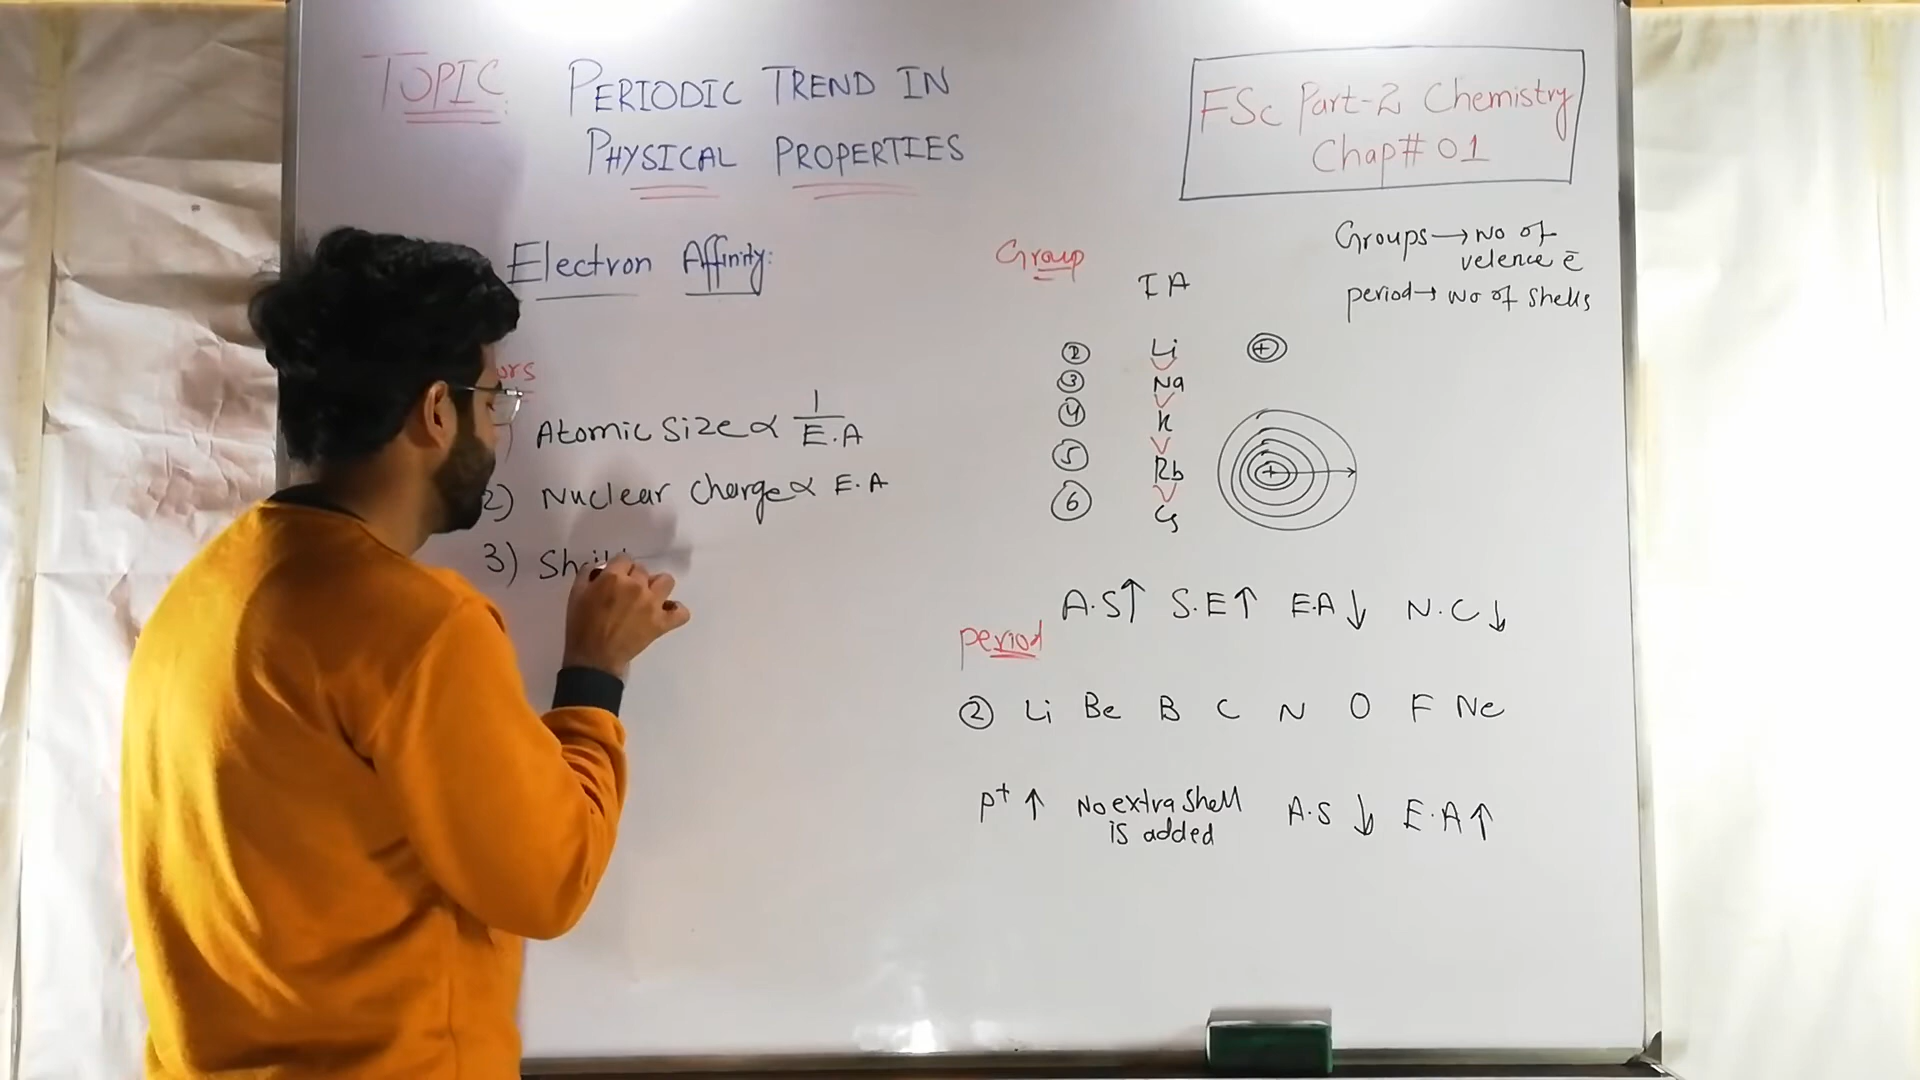 TOPIC: PERIODIC TREND IN
PHYSICAL PROPERTIES
FSc Part-2 Chemistry
Chap# 01
Electron Affinity:
1) Atomic Size ∝ 1/E.A
2) Nuclear Charge ∝ E.A
3)
Group
I A
Groups → No of
velence ē
period → No of Shells
② Li +
③ Na
④ K
⑤ Rb +
⑥ Cs
A.S↑ S.E↑ E.A↓ N.C↓
period
② Li Be B C N O F Ne
P+ ↑ No extra Shell
is added
A.S ↓ E.A↑